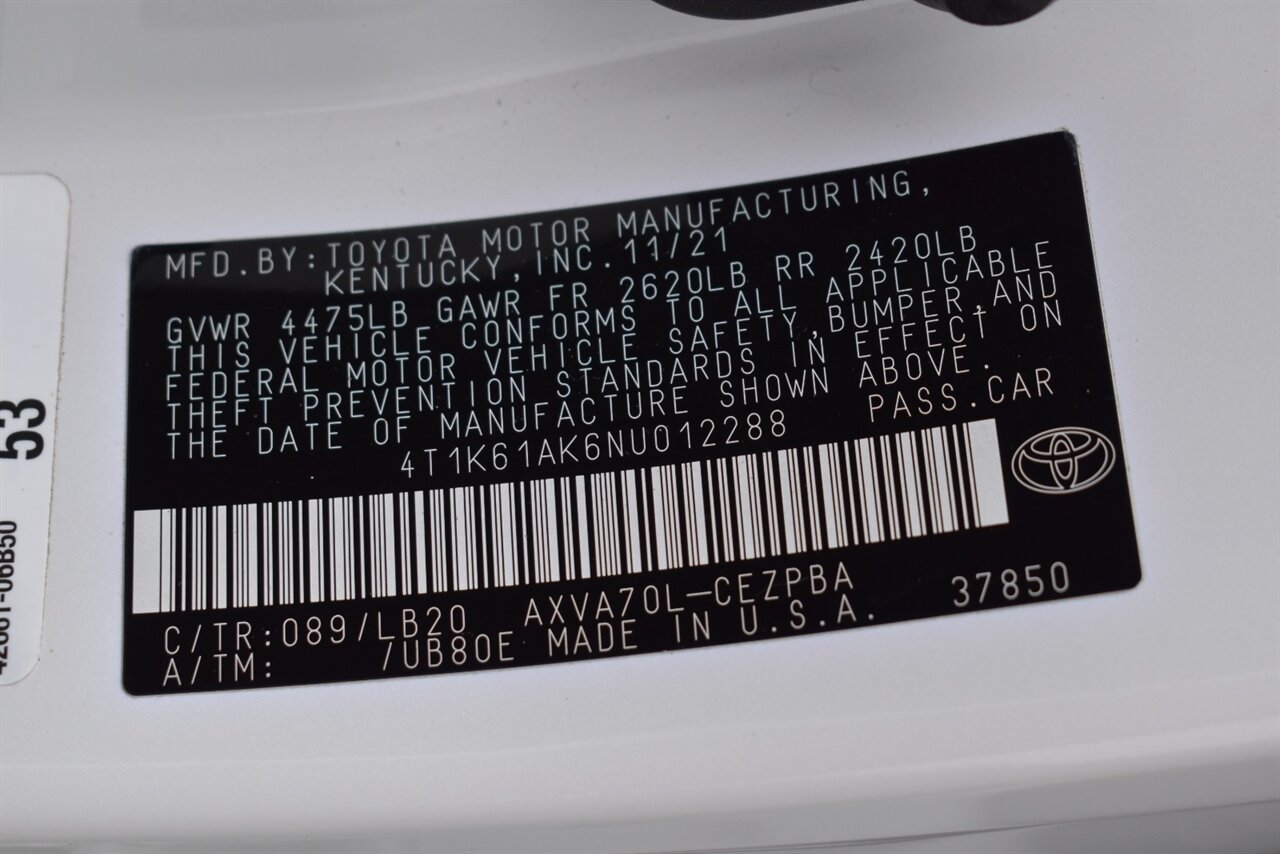 MFD.BY:TOYOTA MOTOR MANUFACTURING,
KENTUCKY,INC. 11/21
GVWR 4475LB GAWR FR 2620LB RR 2420LB
THIS VEHICLE CONFORMS TO ALL APPLICABLE
FEDERAL MOTOR VEHICLE SAFETY,BUMPER,AND
THEFT PREVENTION STANDARDS IN EFFECT ON
THE DATE OF MANUFACTURE SHOWN ABOVE.
4T1K61AK6NU012288 PASS.CAR
C/TR:089/LB20 AXVA70L-CEZPBA
A/TM: /UB80E MADE IN U.S.A. 37850
53